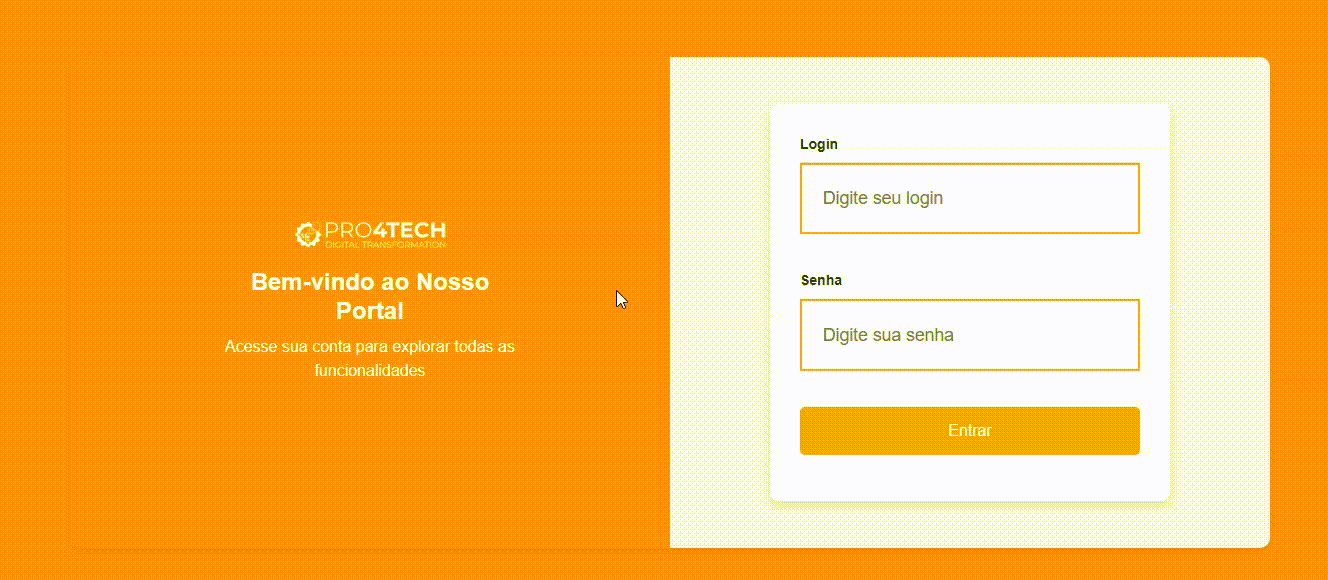 PRO4TECH
DIGITAL TRANSFORMATION
Bem-vindo ao Nosso
Portal
Acesse sua conta para explorar todas as
funcionalidades
Login
Digite seu login
Senha
Digite sua senha
Entrar